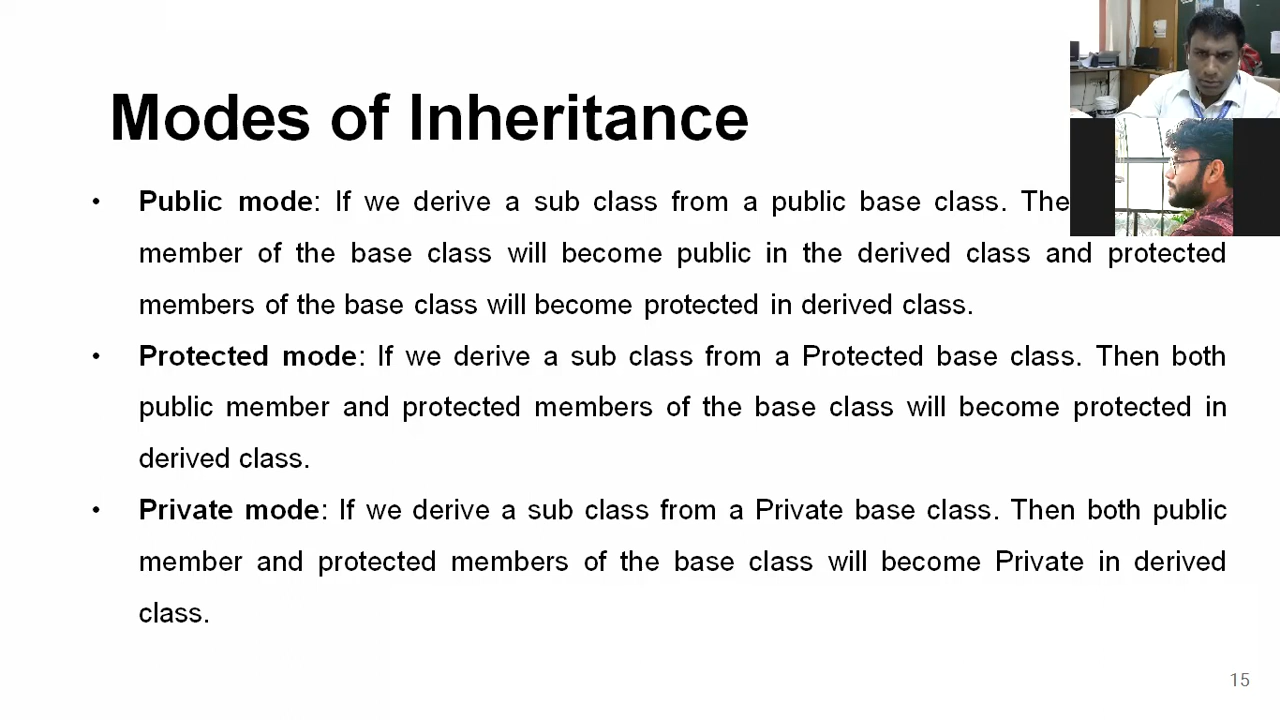 Modes of Inheritance
• Public mode: If we derive a sub class from a public base class. The
member of the base class will become public in the derived class and protected
members of the base class will become protected in derived class.
• Protected mode: If we derive a sub class from a Protected base class. Then both
public member and protected members of the base class will become protected in
derived class.
• Private mode: If we derive a sub class from a Private base class. Then both public
member and protected members of the base class will become Private in derived
class.
15